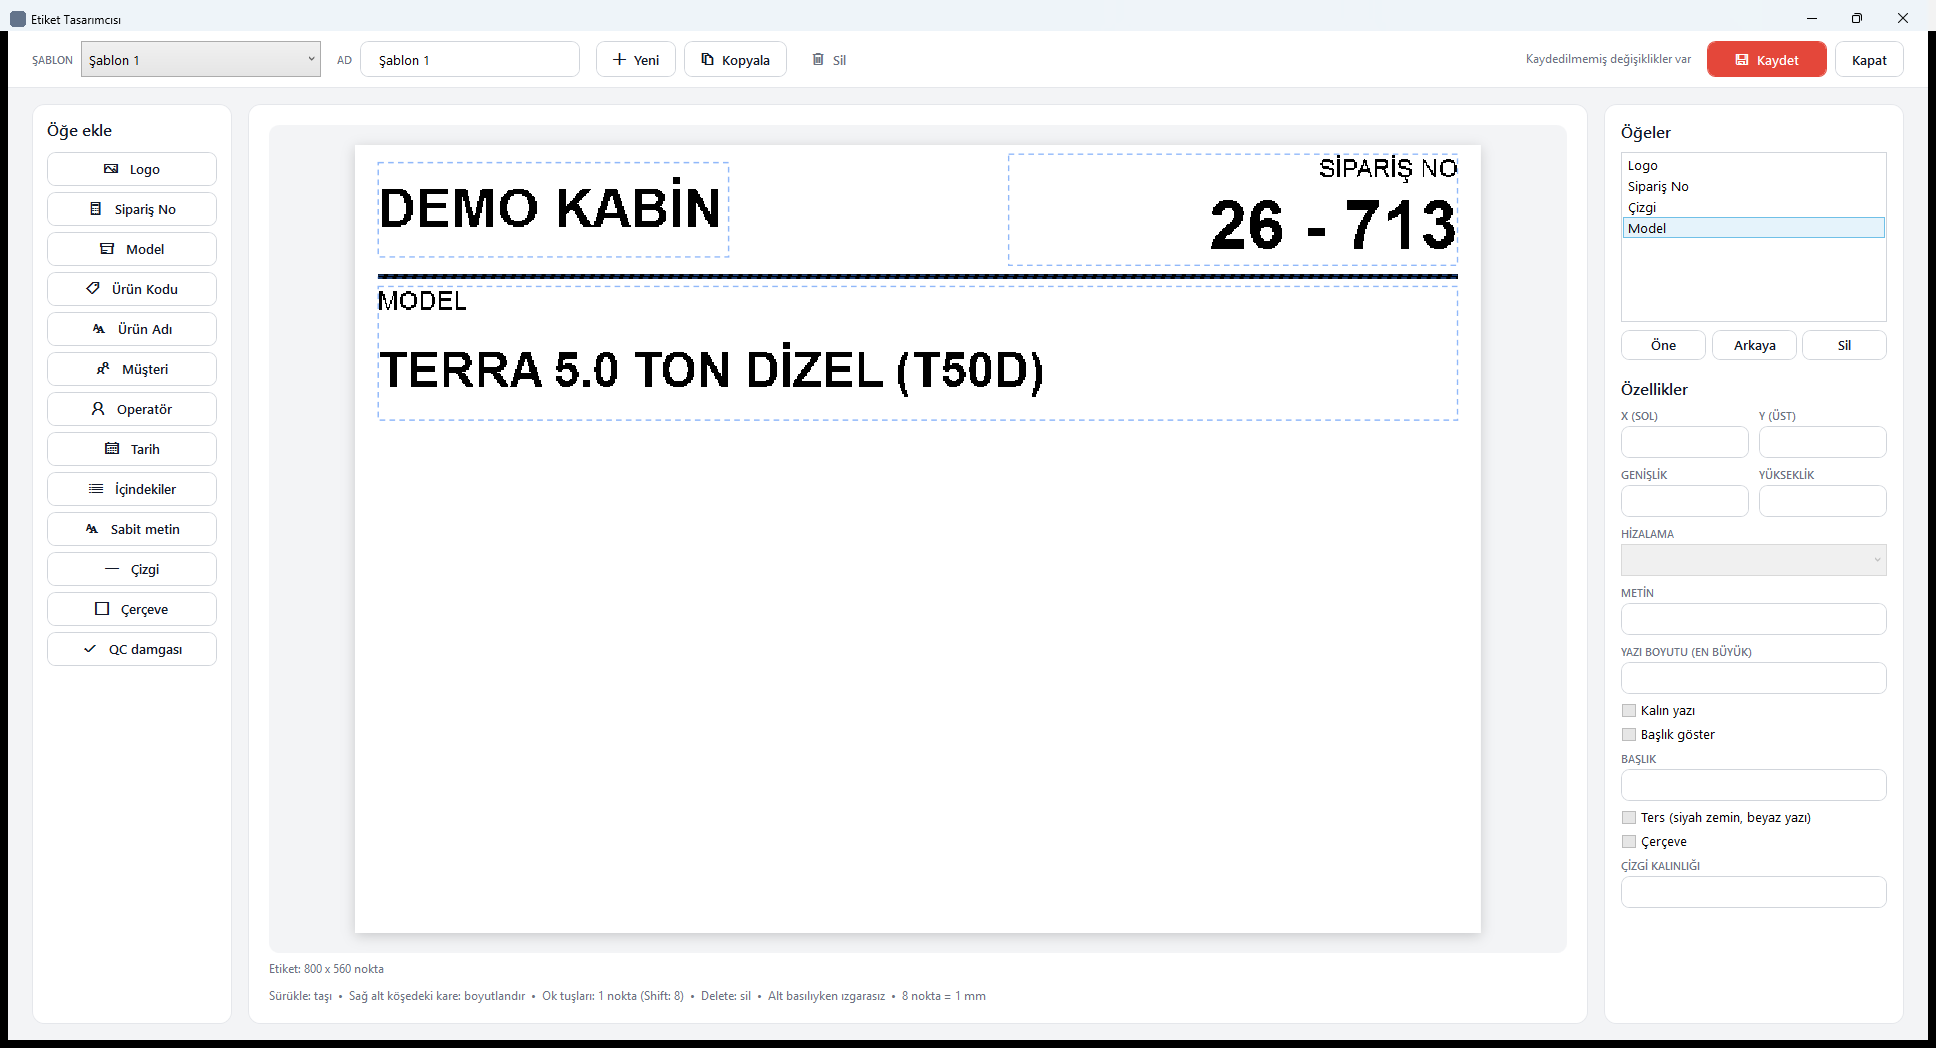 Etiket Tasarımcısı
ŞABLON
Şablon 1
AD
Şablon 1
Yeni
Kopyala
Sil
Kaydedilmemiş değişiklikler var
Kaydet
Kapat
Öğe ekle
Logo
Sipariş No
Model
Ürün Kodu
Ürün Adı
Müşteri
Operatör
Tarih
İçindekiler
Sabit metin
Çizgi
Çerçeve
QC damgası
DEMO KABİN
SİPARİŞ NO
26 - 713
MODEL
TERRA 5.0 TON DİZEL (T50D)
Etiket: 800 x 560 nokta
Sürükle: taşı • Sağ alt köşedeki kare: boyutlandır • Ok tuşları: 1 nokta (Shift: 8) • Delete: sil • Alt basılıyken ızgarasız • 8 nokta = 1 mm
Öğeler
Logo
Sipariş No
Çizgi
Model
Öne
Arkaya
Sil
Özellikler
X (SOL)
Y (ÜST)
GENİŞLİK
YÜKSEKLİK
HİZALAMA
METİN
YAZI BOYUTU (EN BÜYÜK)
Kalın yazı
Başlık göster
BAŞLIK
Ters (siyah zemin, beyaz yazı)
Çerçeve
ÇİZGİ KALINLIĞI